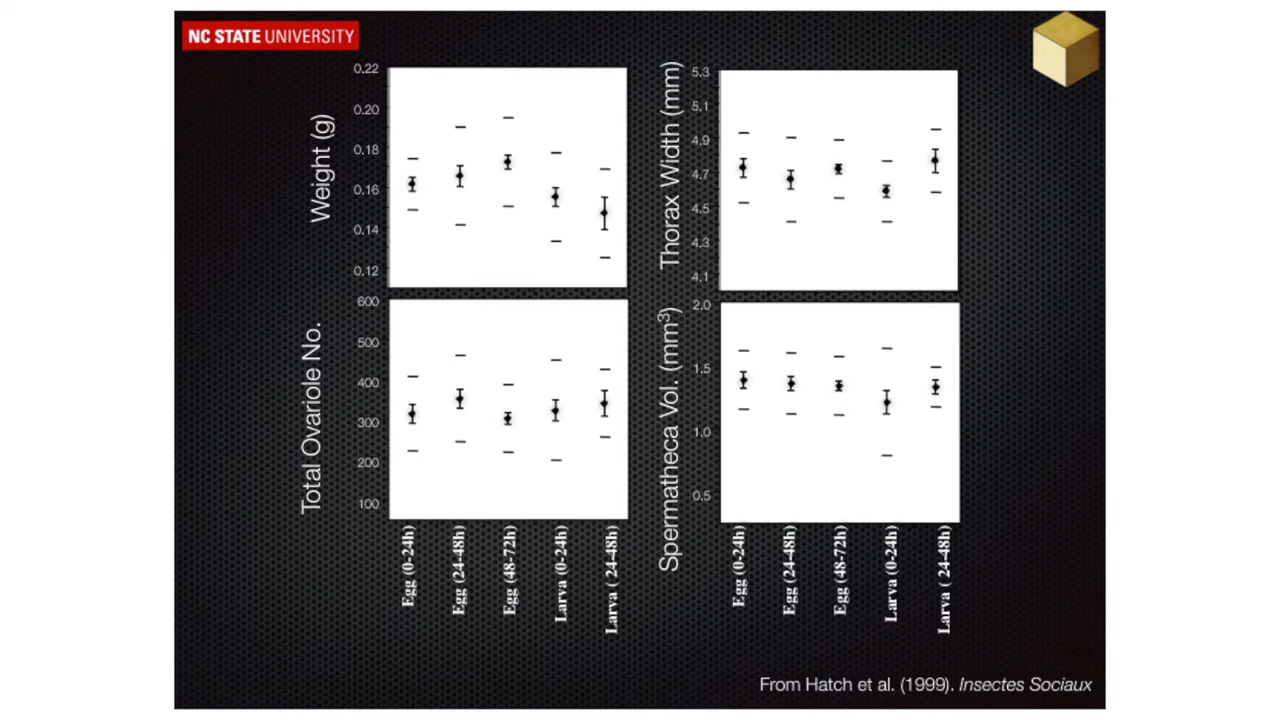 NC STATE UNIVERSITY
Weight (g)
0.22
0.20
0.18
0.16
0.14
0.12
Thorax Width (mm)
5.3
5.1
4.9
4.7
4.5
4.3
4.1
Total Ovariole No.
600
500
400
300
200
100
Spermatheca Vol. (mm³)
2.0
1.5
1.0
0.5
Egg (0-24h)
Egg (24-48h)
Egg (48-72h)
Larva (0-24h)
Larva ( 24-48h)
Egg (0-24h)
Egg (24-48h)
Egg (48-72h)
Larva (0-24h)
Larva ( 24-48h)
From Hatch et al. (1999). Insectes Sociaux